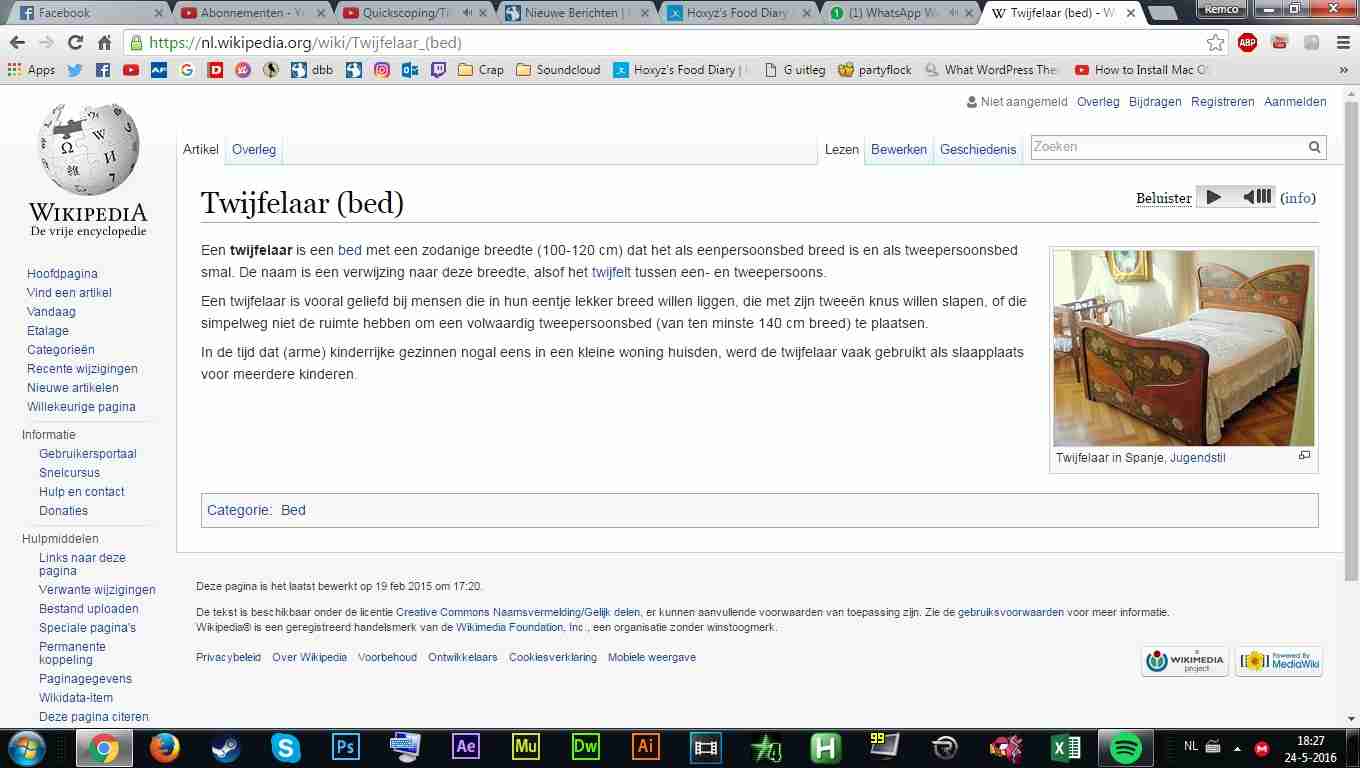 Facebook
Abonnementen - Y
Quickscoping/Ti
Nieuwe Berichten |
Hoxyz's Food Diary
(1) WhatsApp W
Twijfelaar (bed) - W
Remco
https://nl.wikipedia.org/wiki/Twijfelaar_(bed)
ABP
Apps
dbb
Crap
Soundcloud
Hoxyz's Food Diary |
G uitleg
partyflock
What WordPress The
How to Install Mac O
»
Niet aangemeld Overleg Bijdragen Registreren Aanmelden
Artikel Overleg Lezen Bewerken Geschiedenis Zoeken
WIKIPEDIA
De vrije encyclopedie
Twijfelaar (bed)
Beluister (info)
Een twijfelaar is een bed met een zodanige breedte (100-120 cm) dat het als eenpersoonsbed breed is en als tweepersoonsbed
smal. De naam is een verwijzing naar deze breedte, alsof het twijfelt tussen een- en tweepersoons.
Een twijfelaar is vooral geliefd bij mensen die in hun eentje lekker breed willen liggen, die met zijn tweeën knus willen slapen, of die
simpelweg niet de ruimte hebben om een volwaardig tweepersoonsbed (van ten minste 140 cm breed) te plaatsen.
In de tijd dat (arme) kinderrijke gezinnen nogal eens in een kleine woning huisden, werd de twijfelaar vaak gebruikt als slaapplaats
voor meerdere kinderen.
Twijfelaar in Spanje, Jugendstil
Categorie: Bed
Hoofdpagina
Vind een artikel
Vandaag
Etalage
Categorieën
Recente wijzigingen
Nieuwe artikelen
Willekeurige pagina
Informatie
Gebruikersportaal
Snelcursus
Hulp en contact
Donaties
Hulpmiddelen
Links naar deze
pagina
Verwante wijzigingen
Bestand uploaden
Speciale pagina's
Permanente
koppeling
Paginagegevens
Wikidata-item
Deze pagina citeren
Deze pagina is het laatst bewerkt op 19 feb 2015 om 17:20.
De tekst is beschikbaar onder de licentie Creative Commons Naamsvermelding/Gelijk delen, er kunnen aanvullende voorwaarden van toepassing zijn. Zie de gebruiksvoorwaarden voor meer informatie.
Wikipedia® is een geregistreerd handelsmerk van de Wikimedia Foundation, Inc., een organisatie zonder winstoogmerk.
Privacybeleid Over Wikipedia Voorbehoud Ontwikkelaars Cookiesverklaring Mobiele weergave
a
WIKIMEDIA
project
Powered By
MediaWiki
Ps
Ae
Mu
Dw
Ai
H
99
NL
18:27
24-5-2016